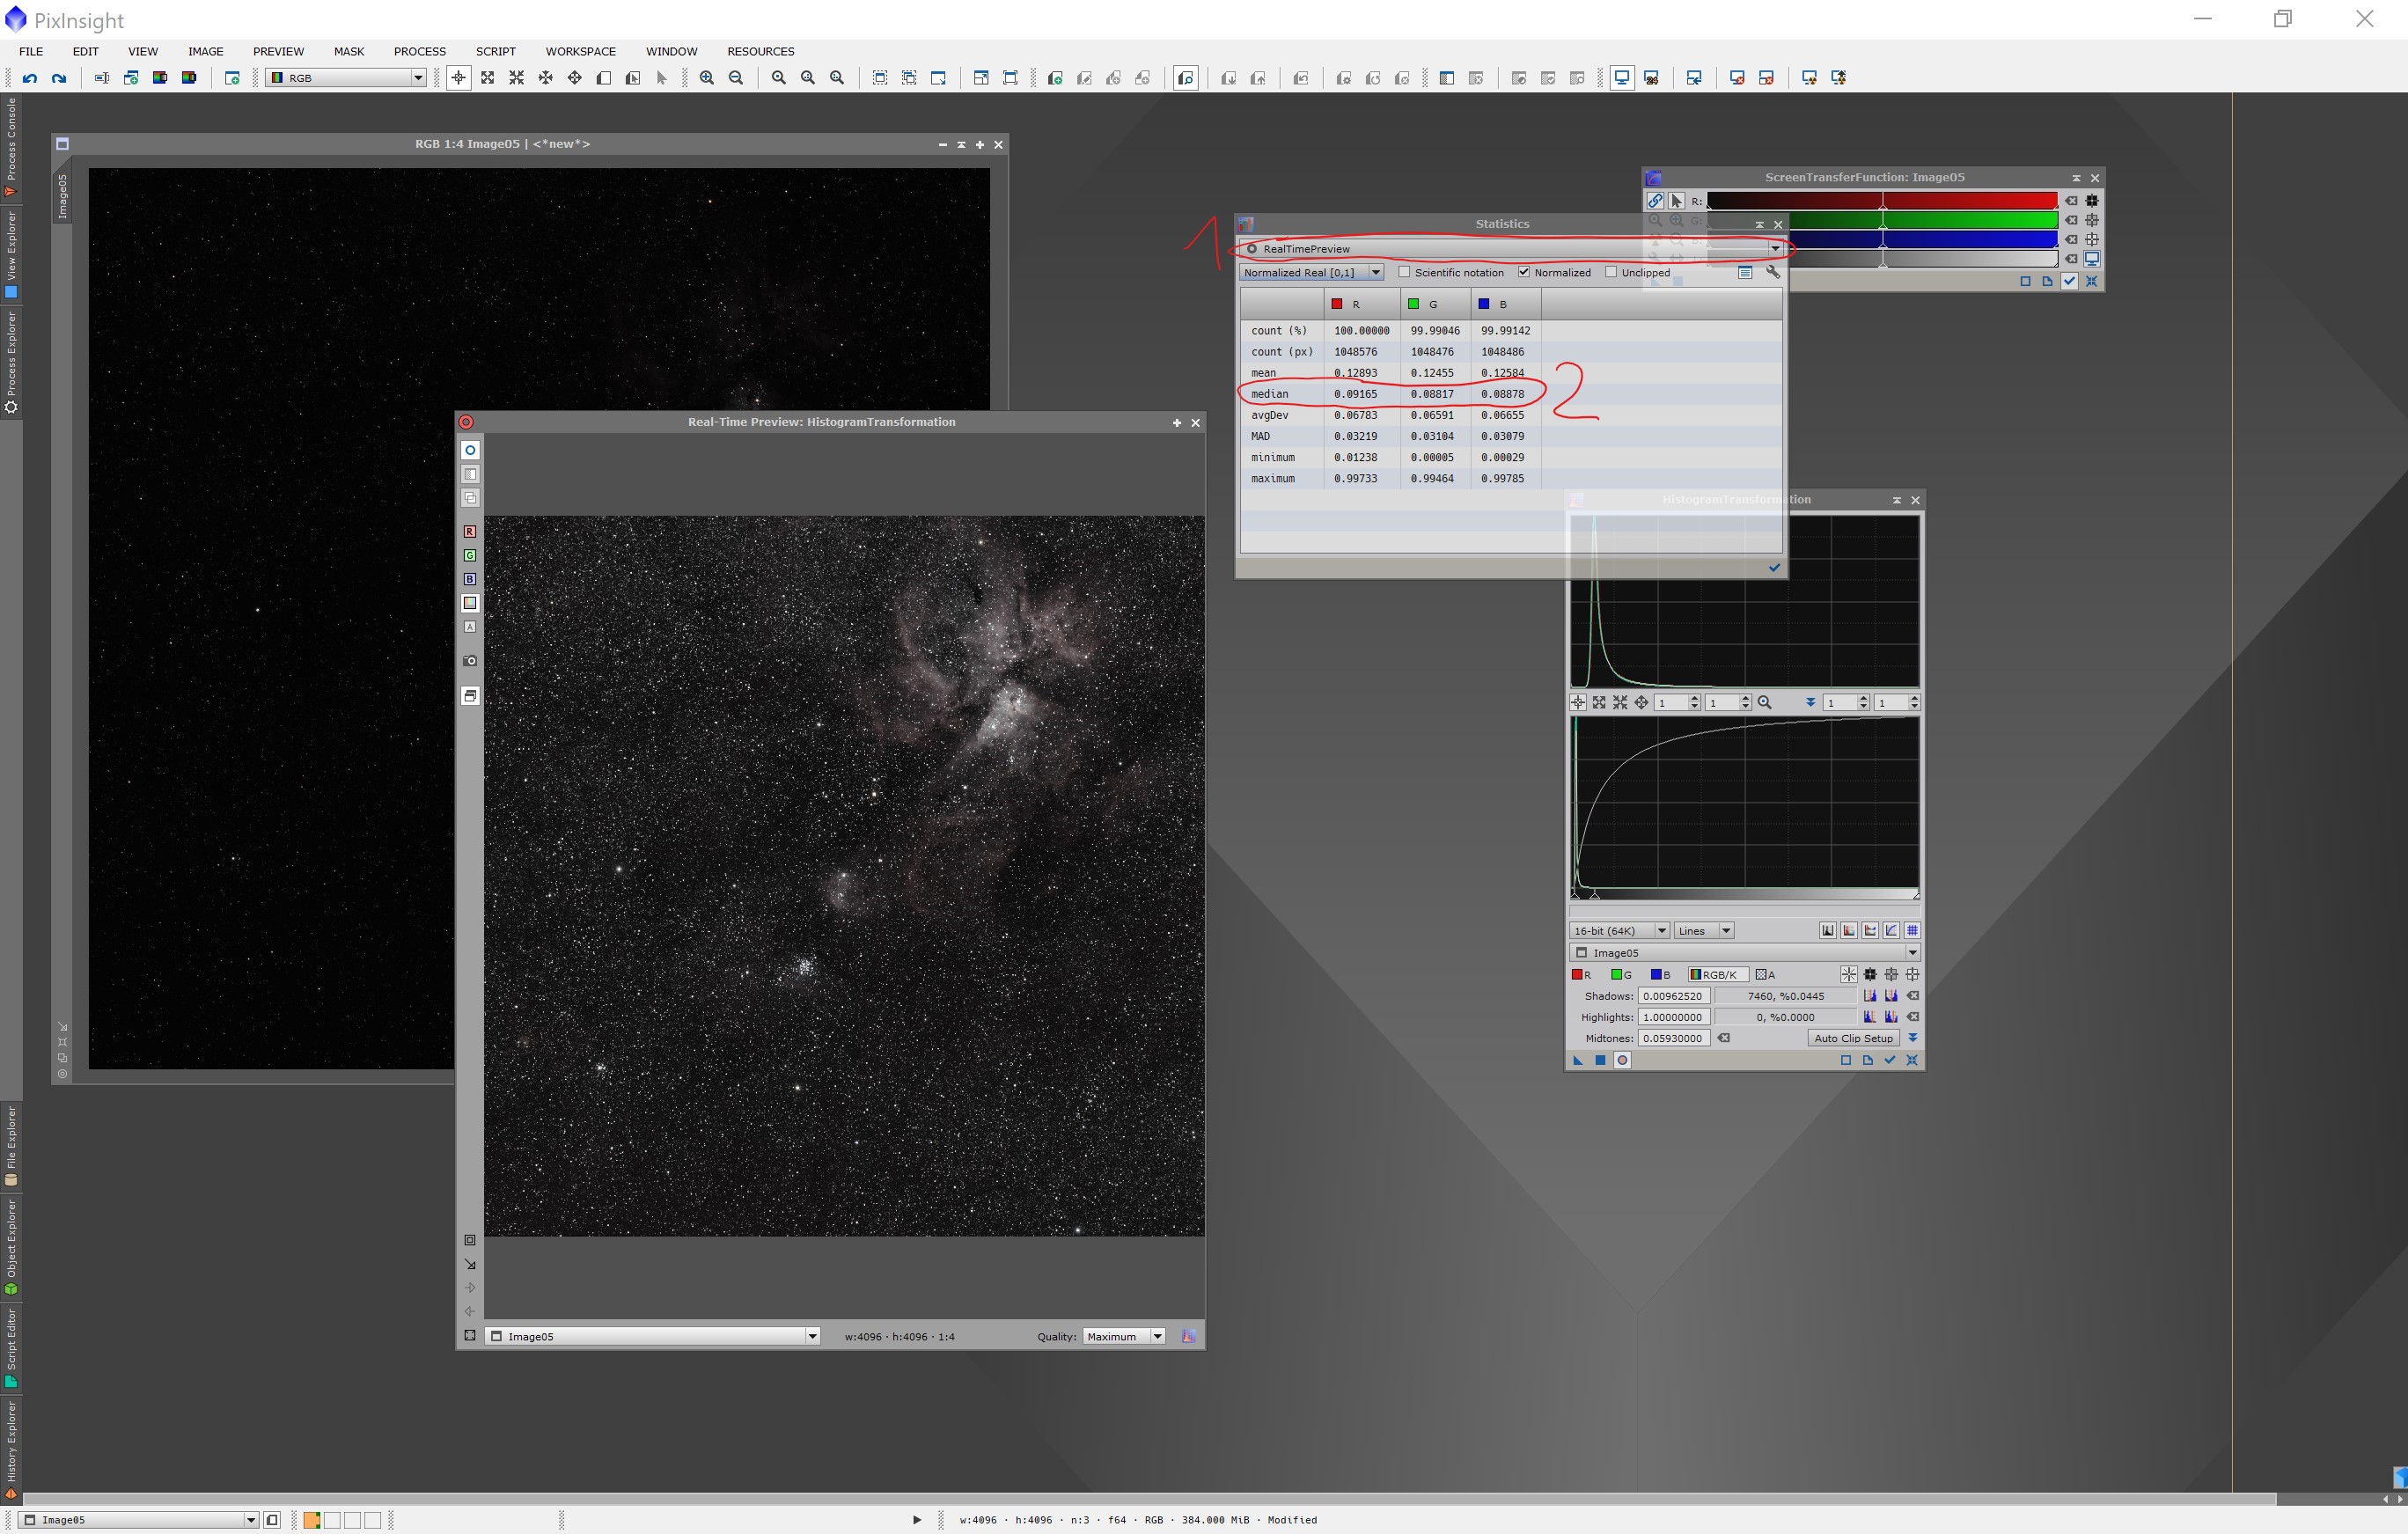 PixInsight
FILE EDIT VIEW IMAGE PREVIEW MASK PROCESS SCRIPT WORKSPACE WINDOW RESOURCES
RGB
Process Console
View Explorer
Process Explorer
File Explorer
Object Explorer
Script Editor
History Explorer
RGB 1:4 Image05 | <*new*>
Image05
ScreenTransferFunction: Image05
R:
G:
1
Statistics
RealTimePreview
Normalized Real [0,1] Scientific notation Normalized Unclipped
R G B
count (%) 100.00000 99.99046 99.99142
count (px) 1048576 1048476 1048486
mean 0.12893 0.12455 0.12584
median 0.09165 0.08817 0.08878
2
avgDev 0.06783 0.06591 0.06655
MAD 0.03219 0.03104 0.03079
minimum 0.01238 0.00005 0.00029
maximum 0.99733 0.99464 0.99785
Real-Time Preview: HistogramTransformation
R
G
B
A
Image05 w:4096 · h:4096 · 1:4 Quality: Maximum
HistogramTransformation
1 1 1 1
16-bit (64K) Lines
Image05
R G B RGB/K A
Shadows: 0.00962520 7460, %0.0445
Highlights: 1.00000000 0, %0.0000
Midtones: 0.05930000 Auto Clip Setup
Image05 w:4096 · h:4096 · n:3 · f64 · RGB · 384.000 MiB · Modified